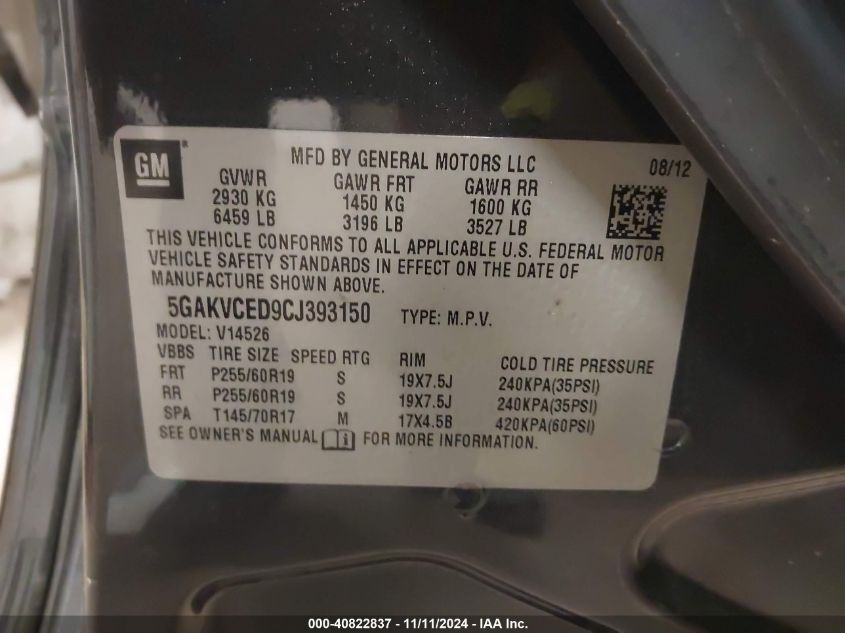 GM ®
MFD BY GENERAL MOTORS LLC 08/12
GVWR GAWR FRT GAWR RR
2930 KG 1450 KG 1600 KG
6459 LB 3196 LB 3527 LB
THIS VEHICLE CONFORMS TO ALL APPLICABLE U.S. FEDERAL MOTOR
VEHICLE SAFETY STANDARDS IN EFFECT ON THE DATE OF
MANUFACTURE SHOWN ABOVE.
5GAKVCED9CJ393150 TYPE: M.P.V.
MODEL: V14526
VBBS TIRE SIZE SPEED RTG RIM COLD TIRE PRESSURE
FRT P255/60R19 S 19X7.5J 240KPA(35PSI)
RR P255/60R19 S 19X7.5J 240KPA(35PSI)
SPA T145/70R17 M 17X4.5B 420KPA(60PSI)
SEE OWNER'S MANUAL FOR MORE INFORMATION.
000-40822837 - 11/11/2024 - IAA Inc.